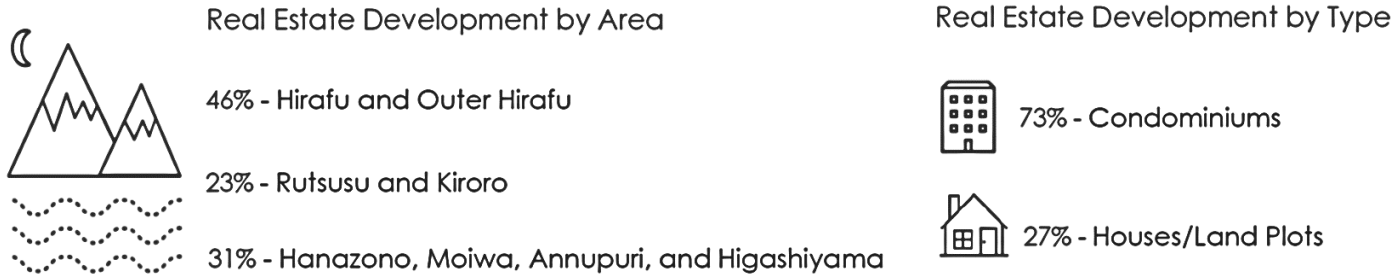 Real Estate Development by Area
46% - Hirafu and Outer Hirafu
23% - Rutsusu and Kiroro
31% - Hanazono, Moiwa, Annupuri, and Higashiyama
Real Estate Development by Type
73% - Condominiums
27% - Houses/Land Plots